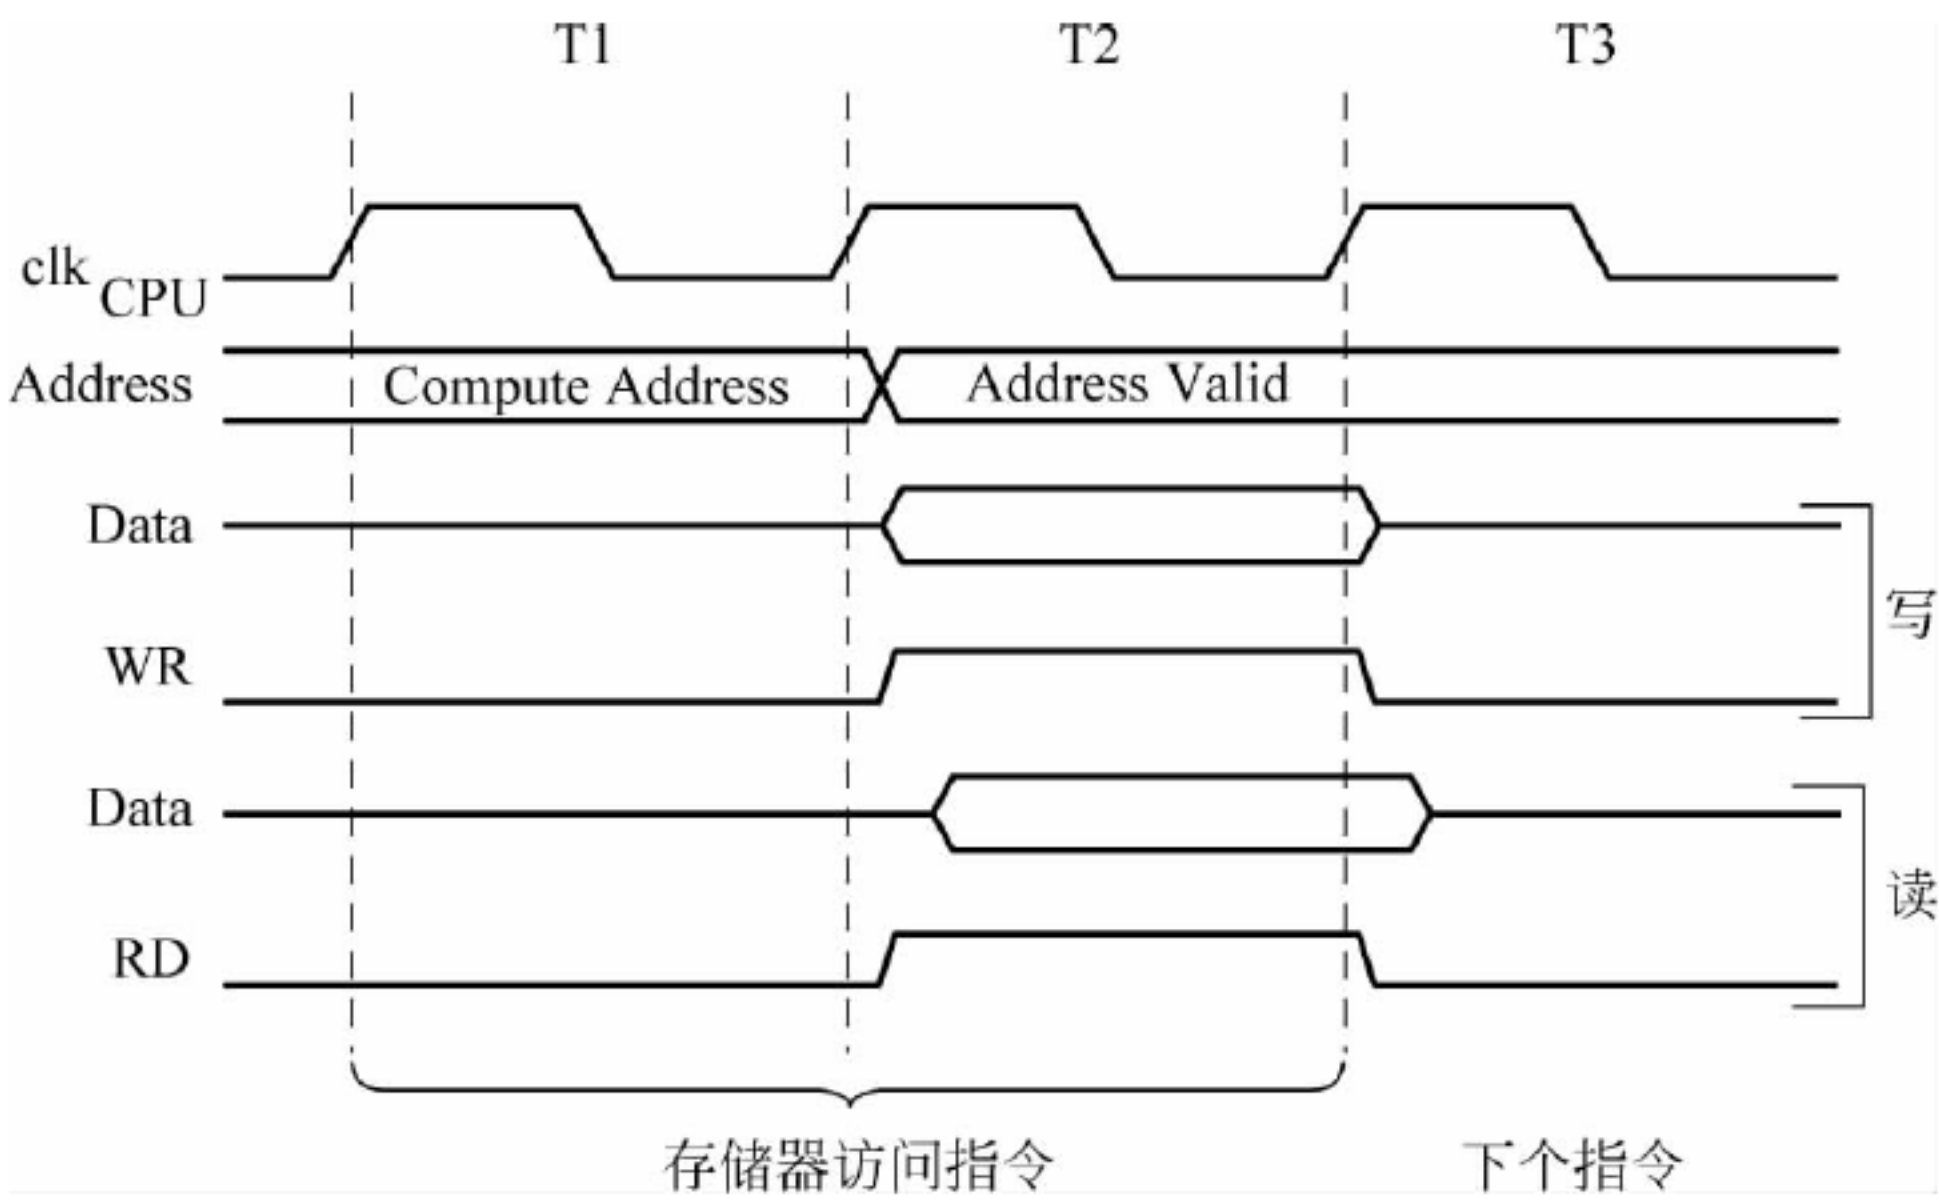 T1 T2 T3
clk CPU
Address Compute Address Address Valid
Data
写
WR
Data
读
RD
存储器访问指令 下个指令